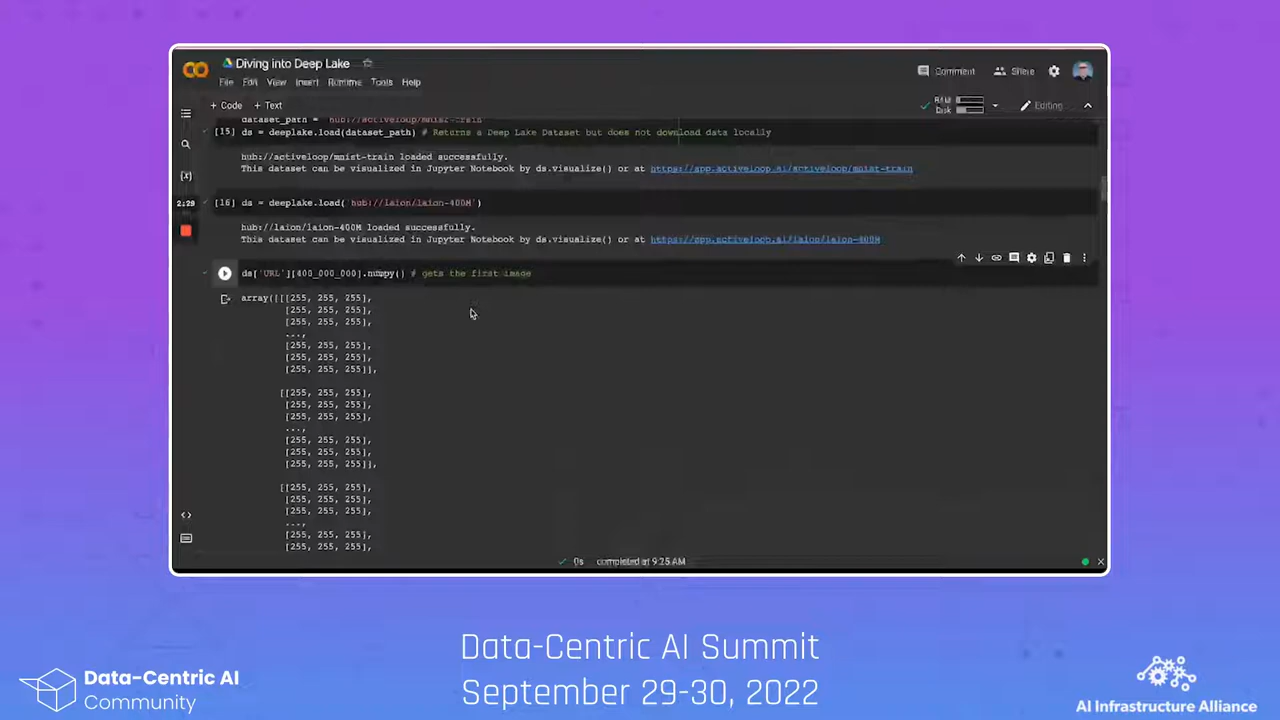 Diving into Deep Lake
File Edit View Insert Runtime Tools Help
Comment
Share
+ Code + Text
RAM
Disk
Editing
dataset_path = 'hub://activeloop/mnist-train'
[15] ds = deeplake.load(dataset_path) # Returns a Deep Lake Dataset but does not download data locally
hub://activeloop/mnist-train loaded successfully.
This dataset can be visualized in Jupyter Notebook by ds.visualize() or at https://app.activeloop.ai/activeloop/mnist-train
2:29
[16] ds = deeplake.load('hub://laion/laion-400M')
hub://laion/laion-400M loaded successfully.
This dataset can be visualized in Jupyter Notebook by ds.visualize() or at https://app.activeloop.ai/laion/laion-400M
ds['URL'][400_000_000].numpy() # gets the first image
array([[[255, 255, 255],
[255, 255, 255],
[255, 255, 255],
...,
[255, 255, 255],
[255, 255, 255],
[255, 255, 255]],
[[255, 255, 255],
[255, 255, 255],
[255, 255, 255],
...,
[255, 255, 255],
[255, 255, 255],
[255, 255, 255]],
[[255, 255, 255],
[255, 255, 255],
[255, 255, 255],
...,
[255, 255, 255],
[255, 255, 255],
0s completed at 9:25 AM
Data-Centric AI Summit
September 29-30, 2022
Data-Centric AI
Community
AI Infrastructure Alliance